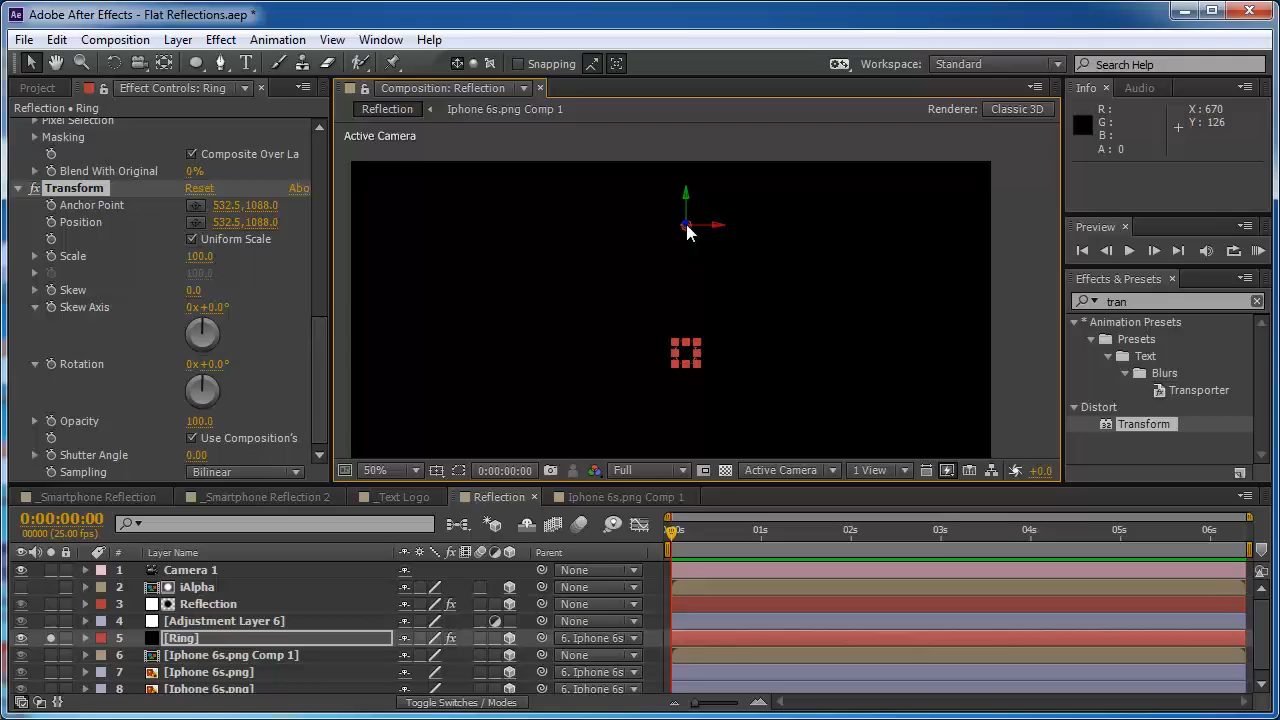 Adobe After Effects - Flat Reflections.aep *
File Edit Composition Layer Effect Animation View Window Help
Snapping Workspace: Standard Search Help
Project Effect Controls: Ring Composition: Reflection Info Audio
Reflection • Ring Reflection Iphone 6s.png Comp 1 Renderer: Classic 3D
R: X: 670
G: Y: 126
B:
A: 0
Active Camera
Pixel Selection
Masking
Composite Over La
Blend With Original 0%
Transform Reset Abo
Anchor Point 532.5,1088.0
Position 532.5,1088.0
Uniform Scale
Scale 100.0
100.0
Skew 0.0
Skew Axis 0x+0.0°
Rotation 0x+0.0°
Opacity 100.0
Use Composition's
Shutter Angle 0.00
Sampling Bilinear
Preview
Effects & Presets
tran
* Animation Presets
Presets
Text
Blurs
Transporter
Distort
Transform
50% 0:00:00:00 Full Active Camera 1 View +0.0
_Smartphone Reflection _Smartphone Reflection 2 _Text Logo Reflection Iphone 6s.png Comp 1
0:00:00:00
00000 (25.00 fps)
01s 02s 03s 04s 05s 06s
# Layer Name Parent
1 Camera 1 None
2 iAlpha None
3 Reflection None
4 [Adjustment Layer 6] None
5 [Ring] 6. Iphone 6s
6 [Iphone 6s.png Comp 1] None
7 [Iphone 6s.png] 6. Iphone 6s
8 [Iphone 6s.png] 6. Iphone 6s
Toggle Switches / Modes